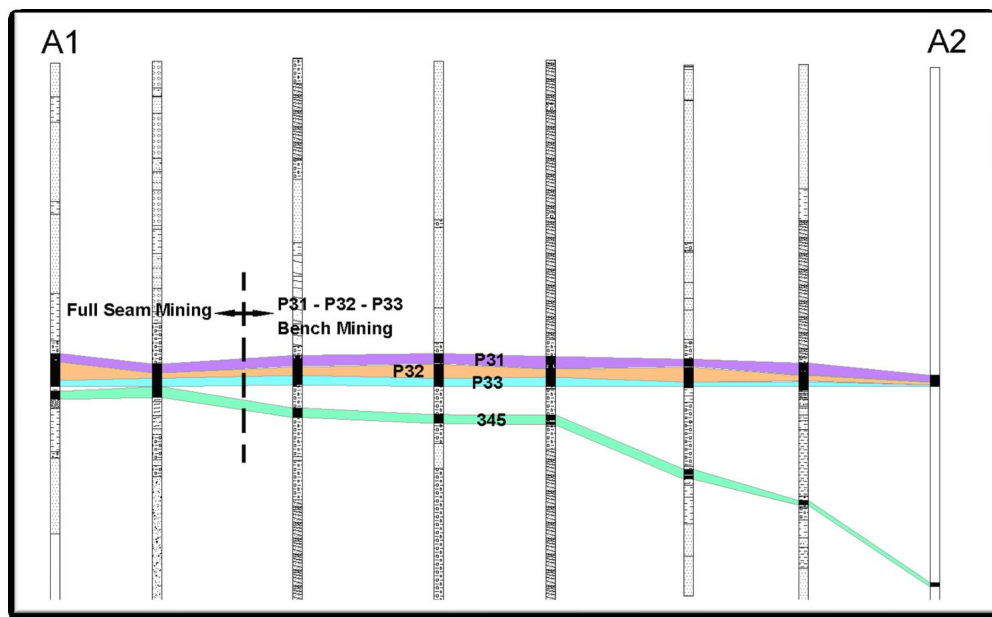 A1
A2
Full Seam Mining
P31 - P32 - P33
Bench Mining
P31
P32
P33
345